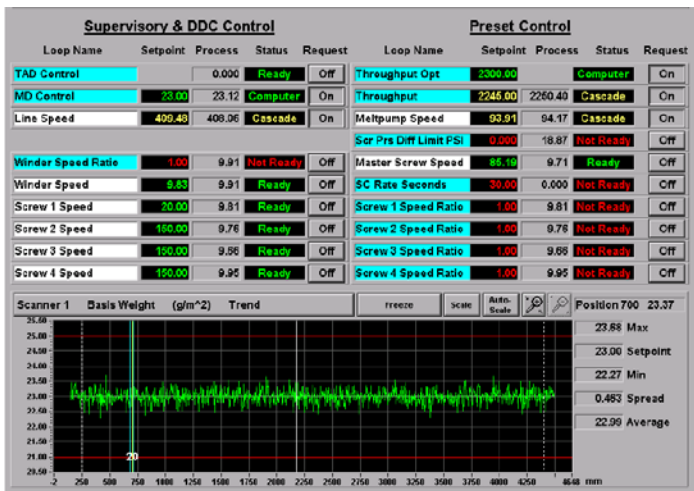 Supervisory & DDC Control
Loop Name Setpoint Process Status Request
TAD Control 0.000 Ready Off
MD Control 23.00 23.12 Computer On
Line Speed 409.48 408.06 Cascade On
Winder Speed Ratio 1.00 9.91 Not Ready Off
Winder Speed 9.83 9.91 Ready Off
Screw 1 Speed 20.00 9.81 Ready Off
Screw 2 Speed 150.00 9.76 Ready Off
Screw 3 Speed 150.00 9.66 Ready Off
Screw 4 Speed 150.00 9.95 Ready Off
Preset Control
Loop Name Setpoint Process Status Request
Throughput Opt 2300.00 Computer On
Throughput 2245.00 2250.40 Cascade On
Meltpump Speed 93.91 94.17 Cascade On
Scr Prs Diff Limit PSI 0.000 18.87 Not Ready Off
Master Screw Speed 85.19 9.71 Ready Off
SC Rate Seconds 30.00 0.000 Not Ready Off
Screw 1 Speed Ratio 1.00 9.81 Not Ready Off
Screw 2 Speed Ratio 1.00 9.76 Not Ready Off
Screw 3 Speed Ratio 1.00 9.66 Not Ready Off
Screw 4 Speed Ratio 1.00 9.95 Not Ready Off
Scanner 1 Basis Weight (g/m^2) Trend Freeze Scale Auto-Scale Position 700 23.37
25.50
25.00
24.50
24.00
23.50
23.00
22.50
22.00
21.50
21.00
20.50
20
-2 250 500 750 1000 1250 1500 1750 2000 2250 2500 2750 3000 3250 3500 3750 4000 4250 4648 mm
23.68 Max
23.00 Setpoint
22.27 Min
0.463 Spread
22.99 Average